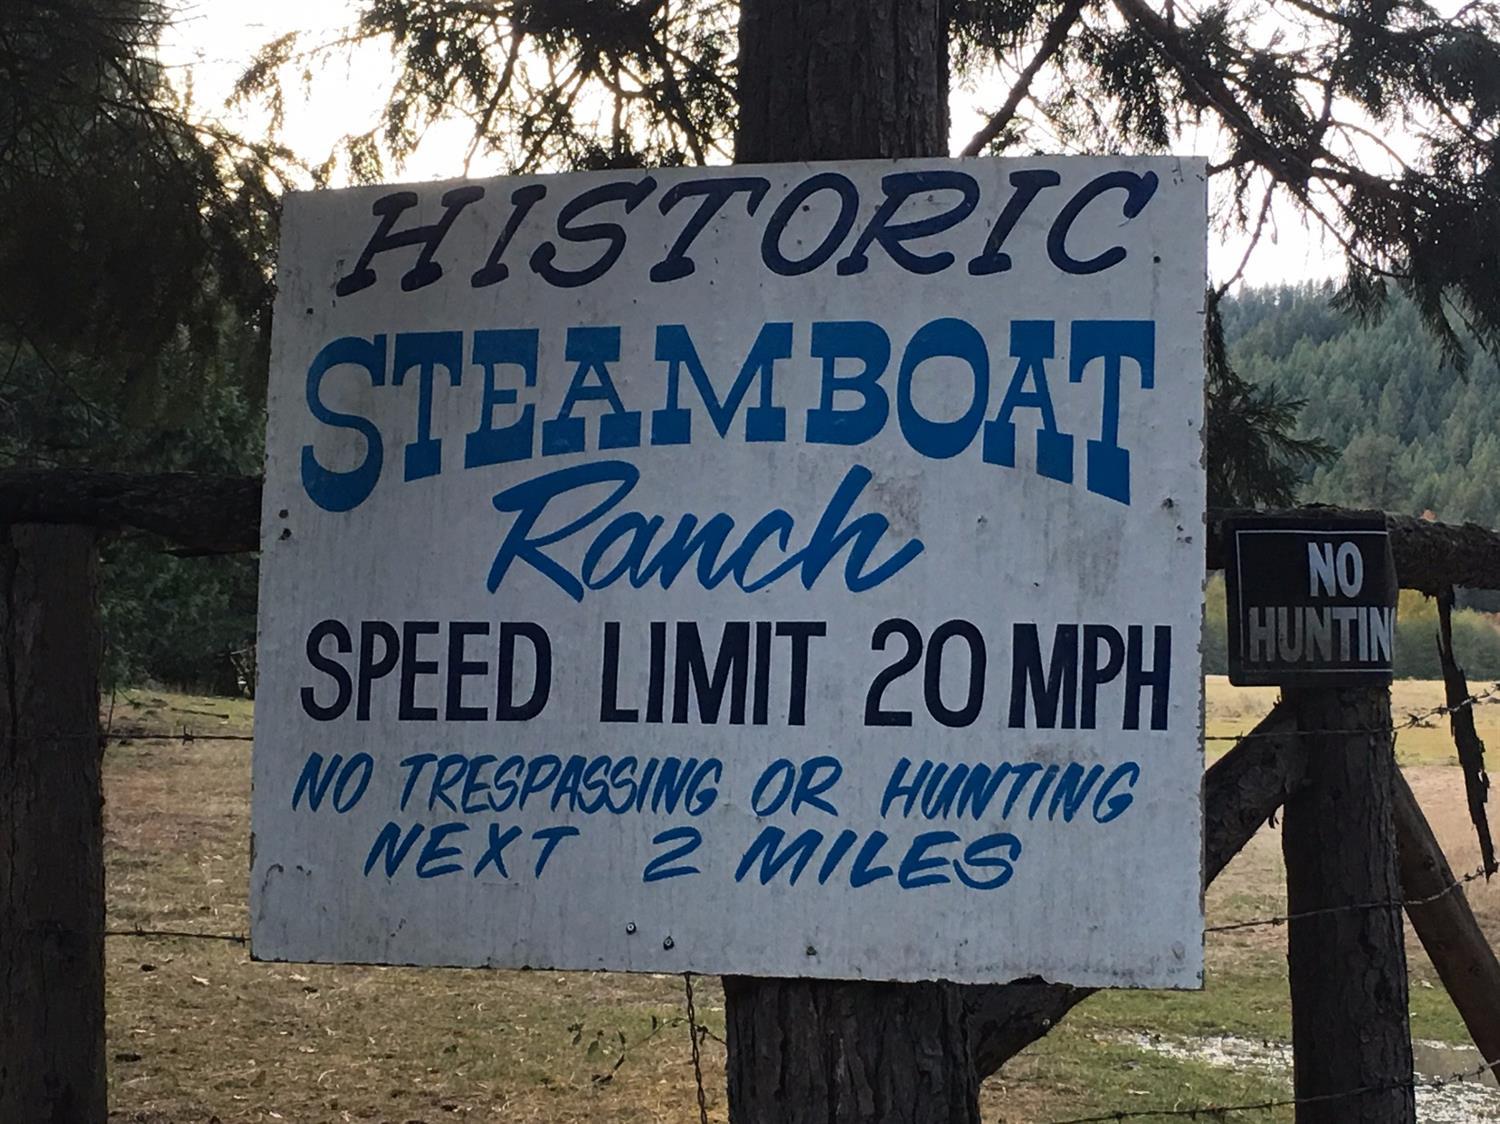 HISTORIC
STEAMBOAT
Ranch
SPEED LIMIT 20 MPH
NO TRESPASSING OR HUNTING
NEXT 2 MILES
NO
HUNTIN